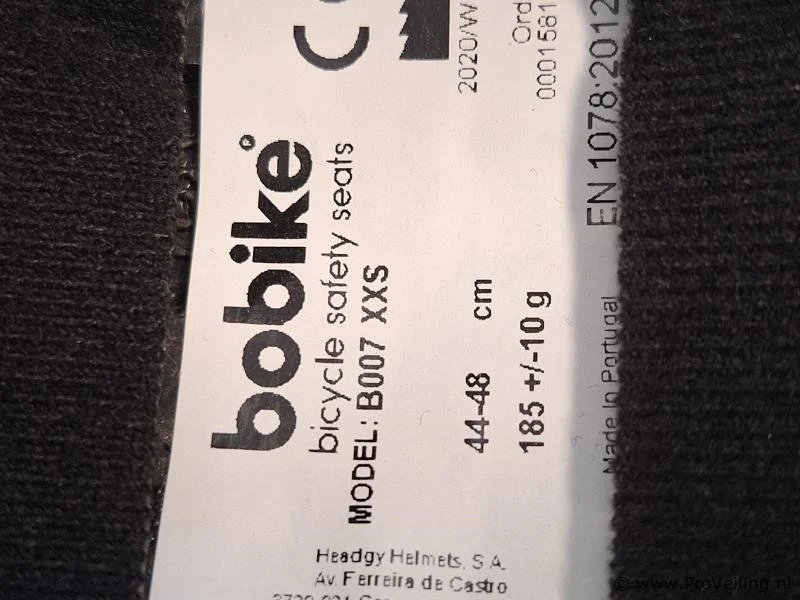 bobike®
bicycle safety seats
MODEL: B007 XXS
44-48 cm
185 +/-10 g
Made In Portugal
EN 1078:2012
CE
2020/W
Ord
0001581
Headgy Helmets, S.A.
Av. Ferreira de Castro
© www.ProVeiling.nl